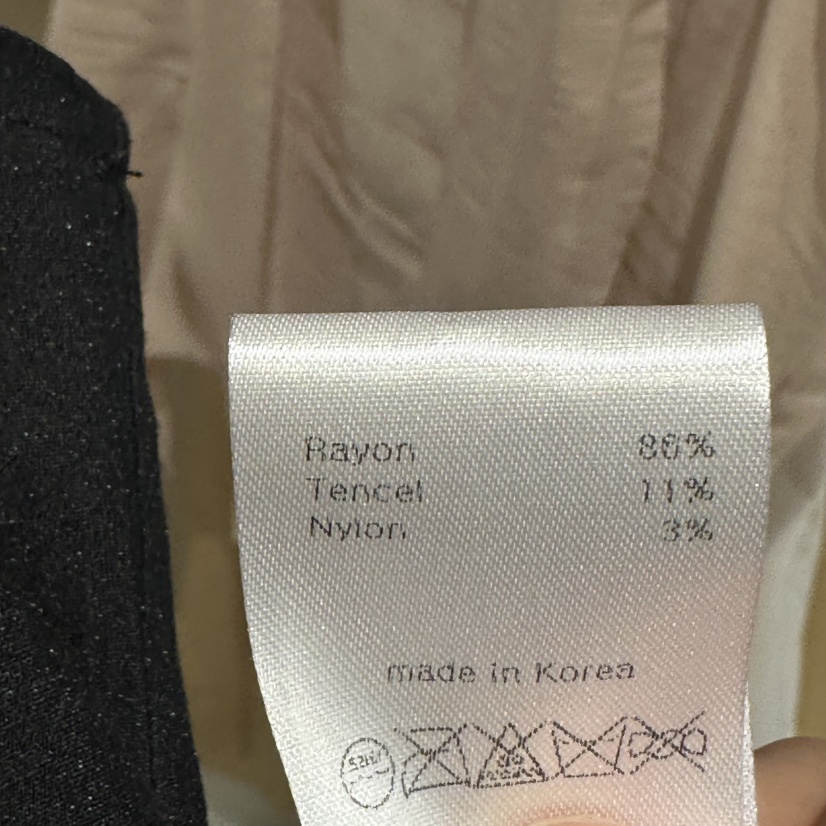 Rayon 86%
Tencel 11%
Nylon 3%
made in Korea